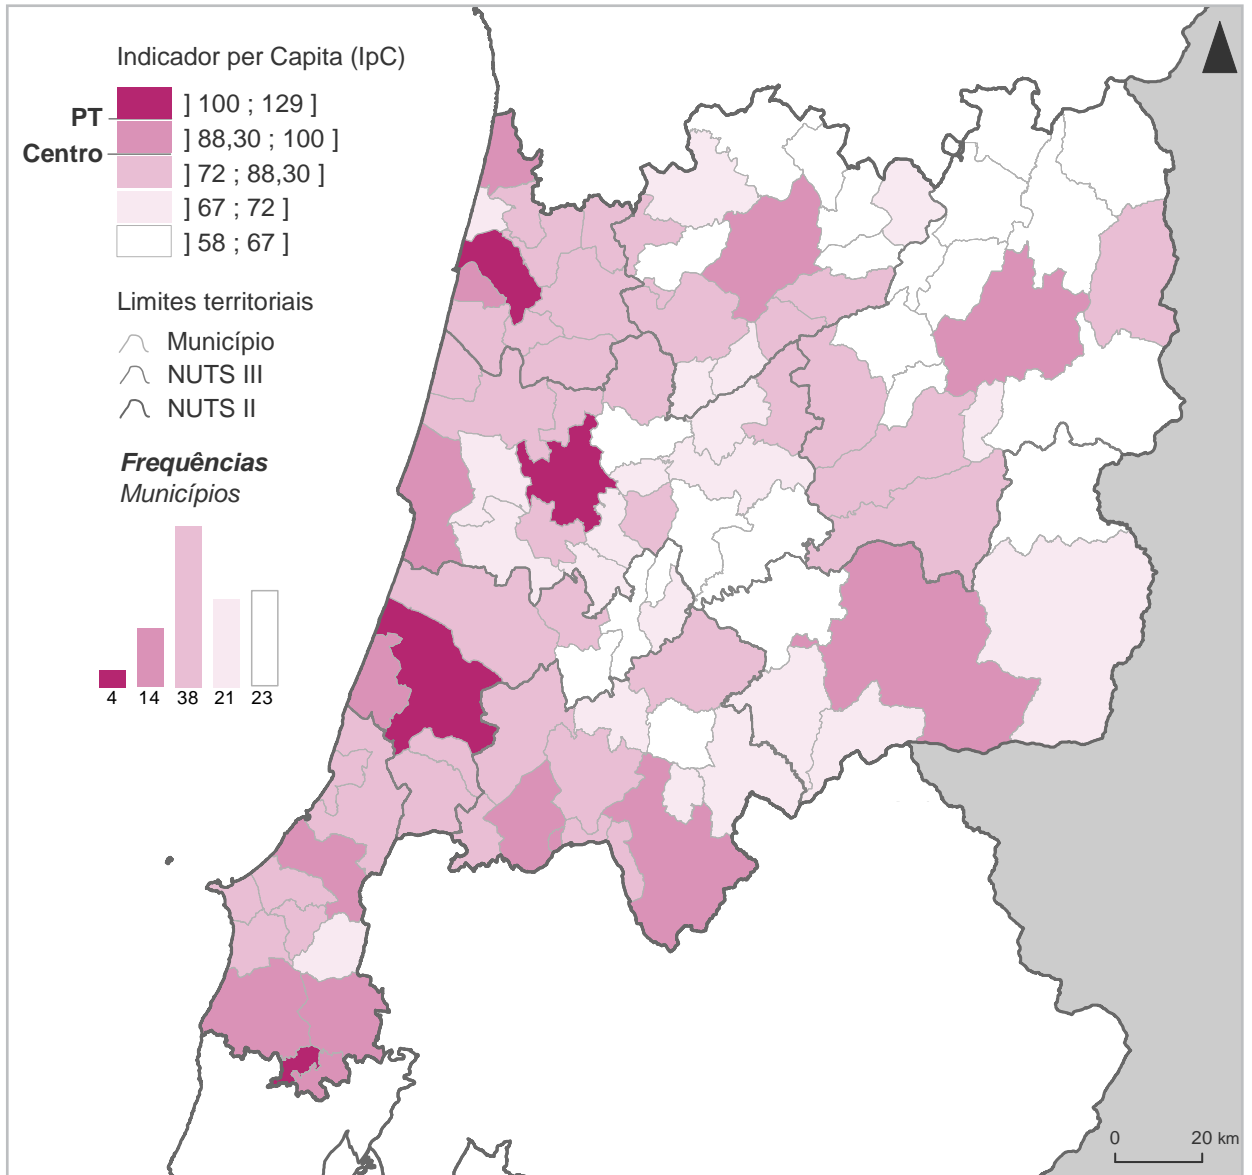 Indicador per Capita (IpC)
PT
Centro
] 100 ; 129 ]
] 88,30 ; 100 ]
] 72 ; 88,30 ]
] 67 ; 72 ]
] 58 ; 67 ]
Limites territoriais
Município
NUTS III
NUTS II
Frequências
Municípios
4 14 38 21 23
0 20 km